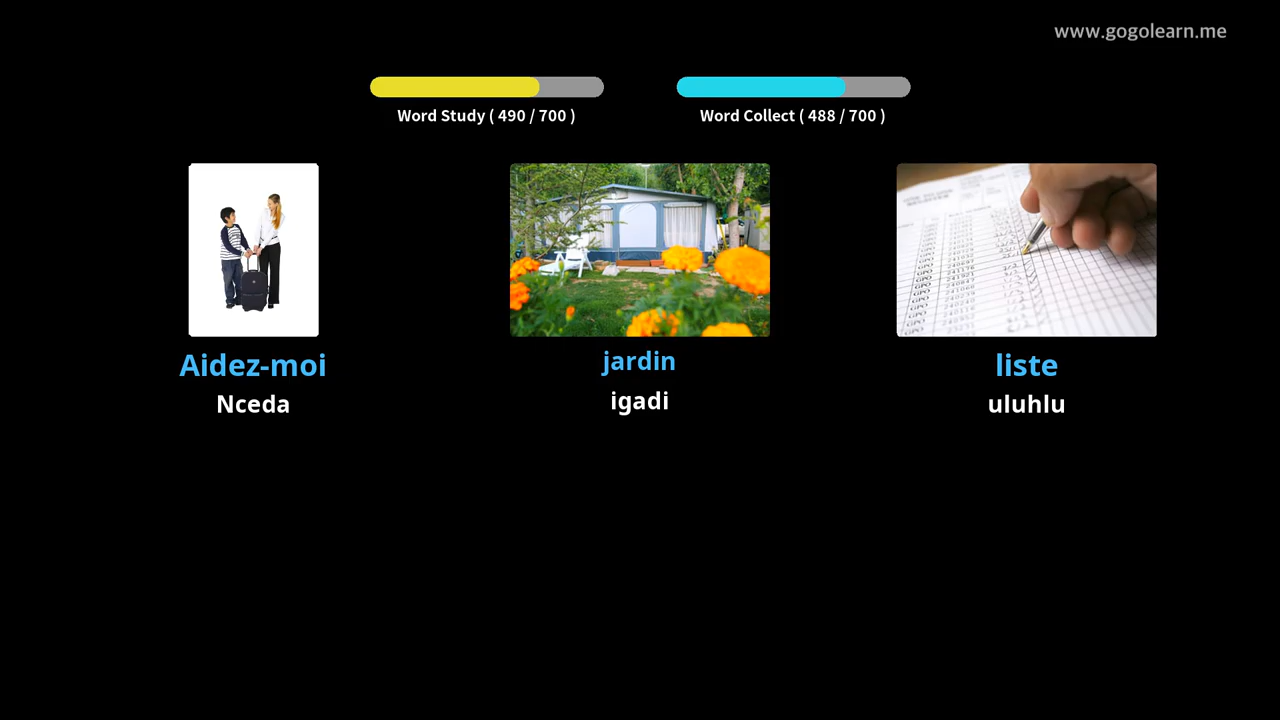 www.gogolearn.me
Word Study ( 490 / 700 )
Word Collect ( 488 / 700 )
Aidez-moi
Nceda
jardin
igadi
liste
uluhlu